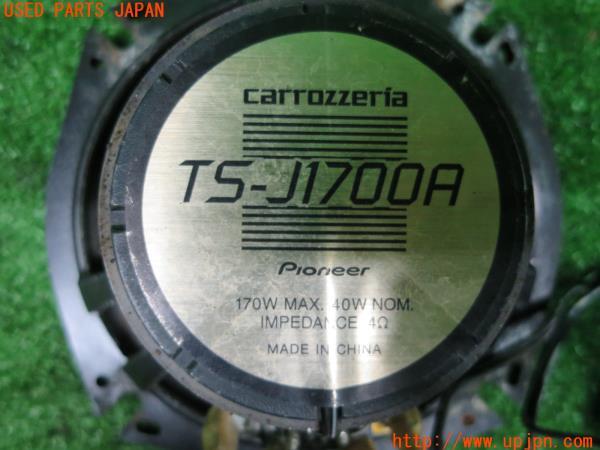 USED PARTS JAPAN
carrozzeria
TS-J1700A
Pioneer
170W MAX. 40W NOM.
IMPEDANCE 4Ω
MADE IN CHINA
http://www.upjpn.com/